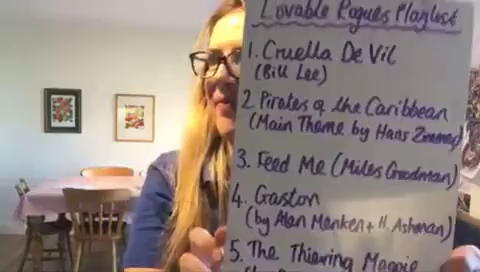 Lovable Rogues Playlist
1. Cruella De Vil
(Bill Lee)
2 Pirates of the Caribbean
(Main Theme by Hans Zimmer)
3. Feed Me (Miles Goodman)
4. Gaston
(by Alan Menken + H. Ashman)
5. The Thieving Magpie